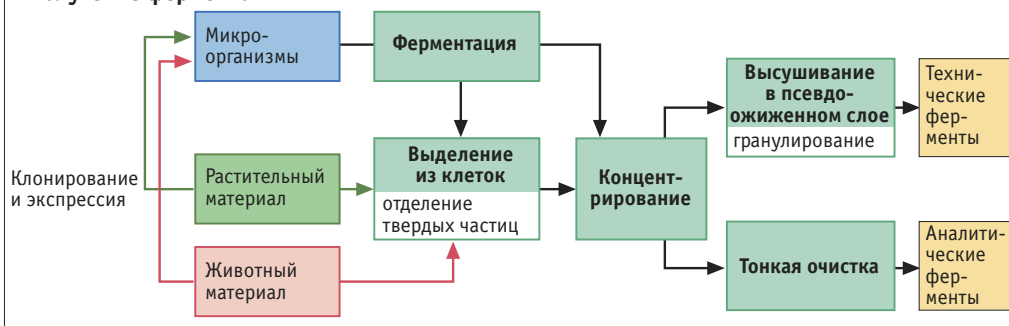 Клонирование
и экспрессия
Микро-
организмы
Растительный
материал
Животный
материал
Ферментация
Выделение
из клеток
отделение
твердых частиц
Концент-
рирование
Высушивание
в псевдо-
ожиженном слое
гранулирование
Тонкая очистка
Техни-
ческие
фер-
менты
Аналити-
ческие
фер-
менты